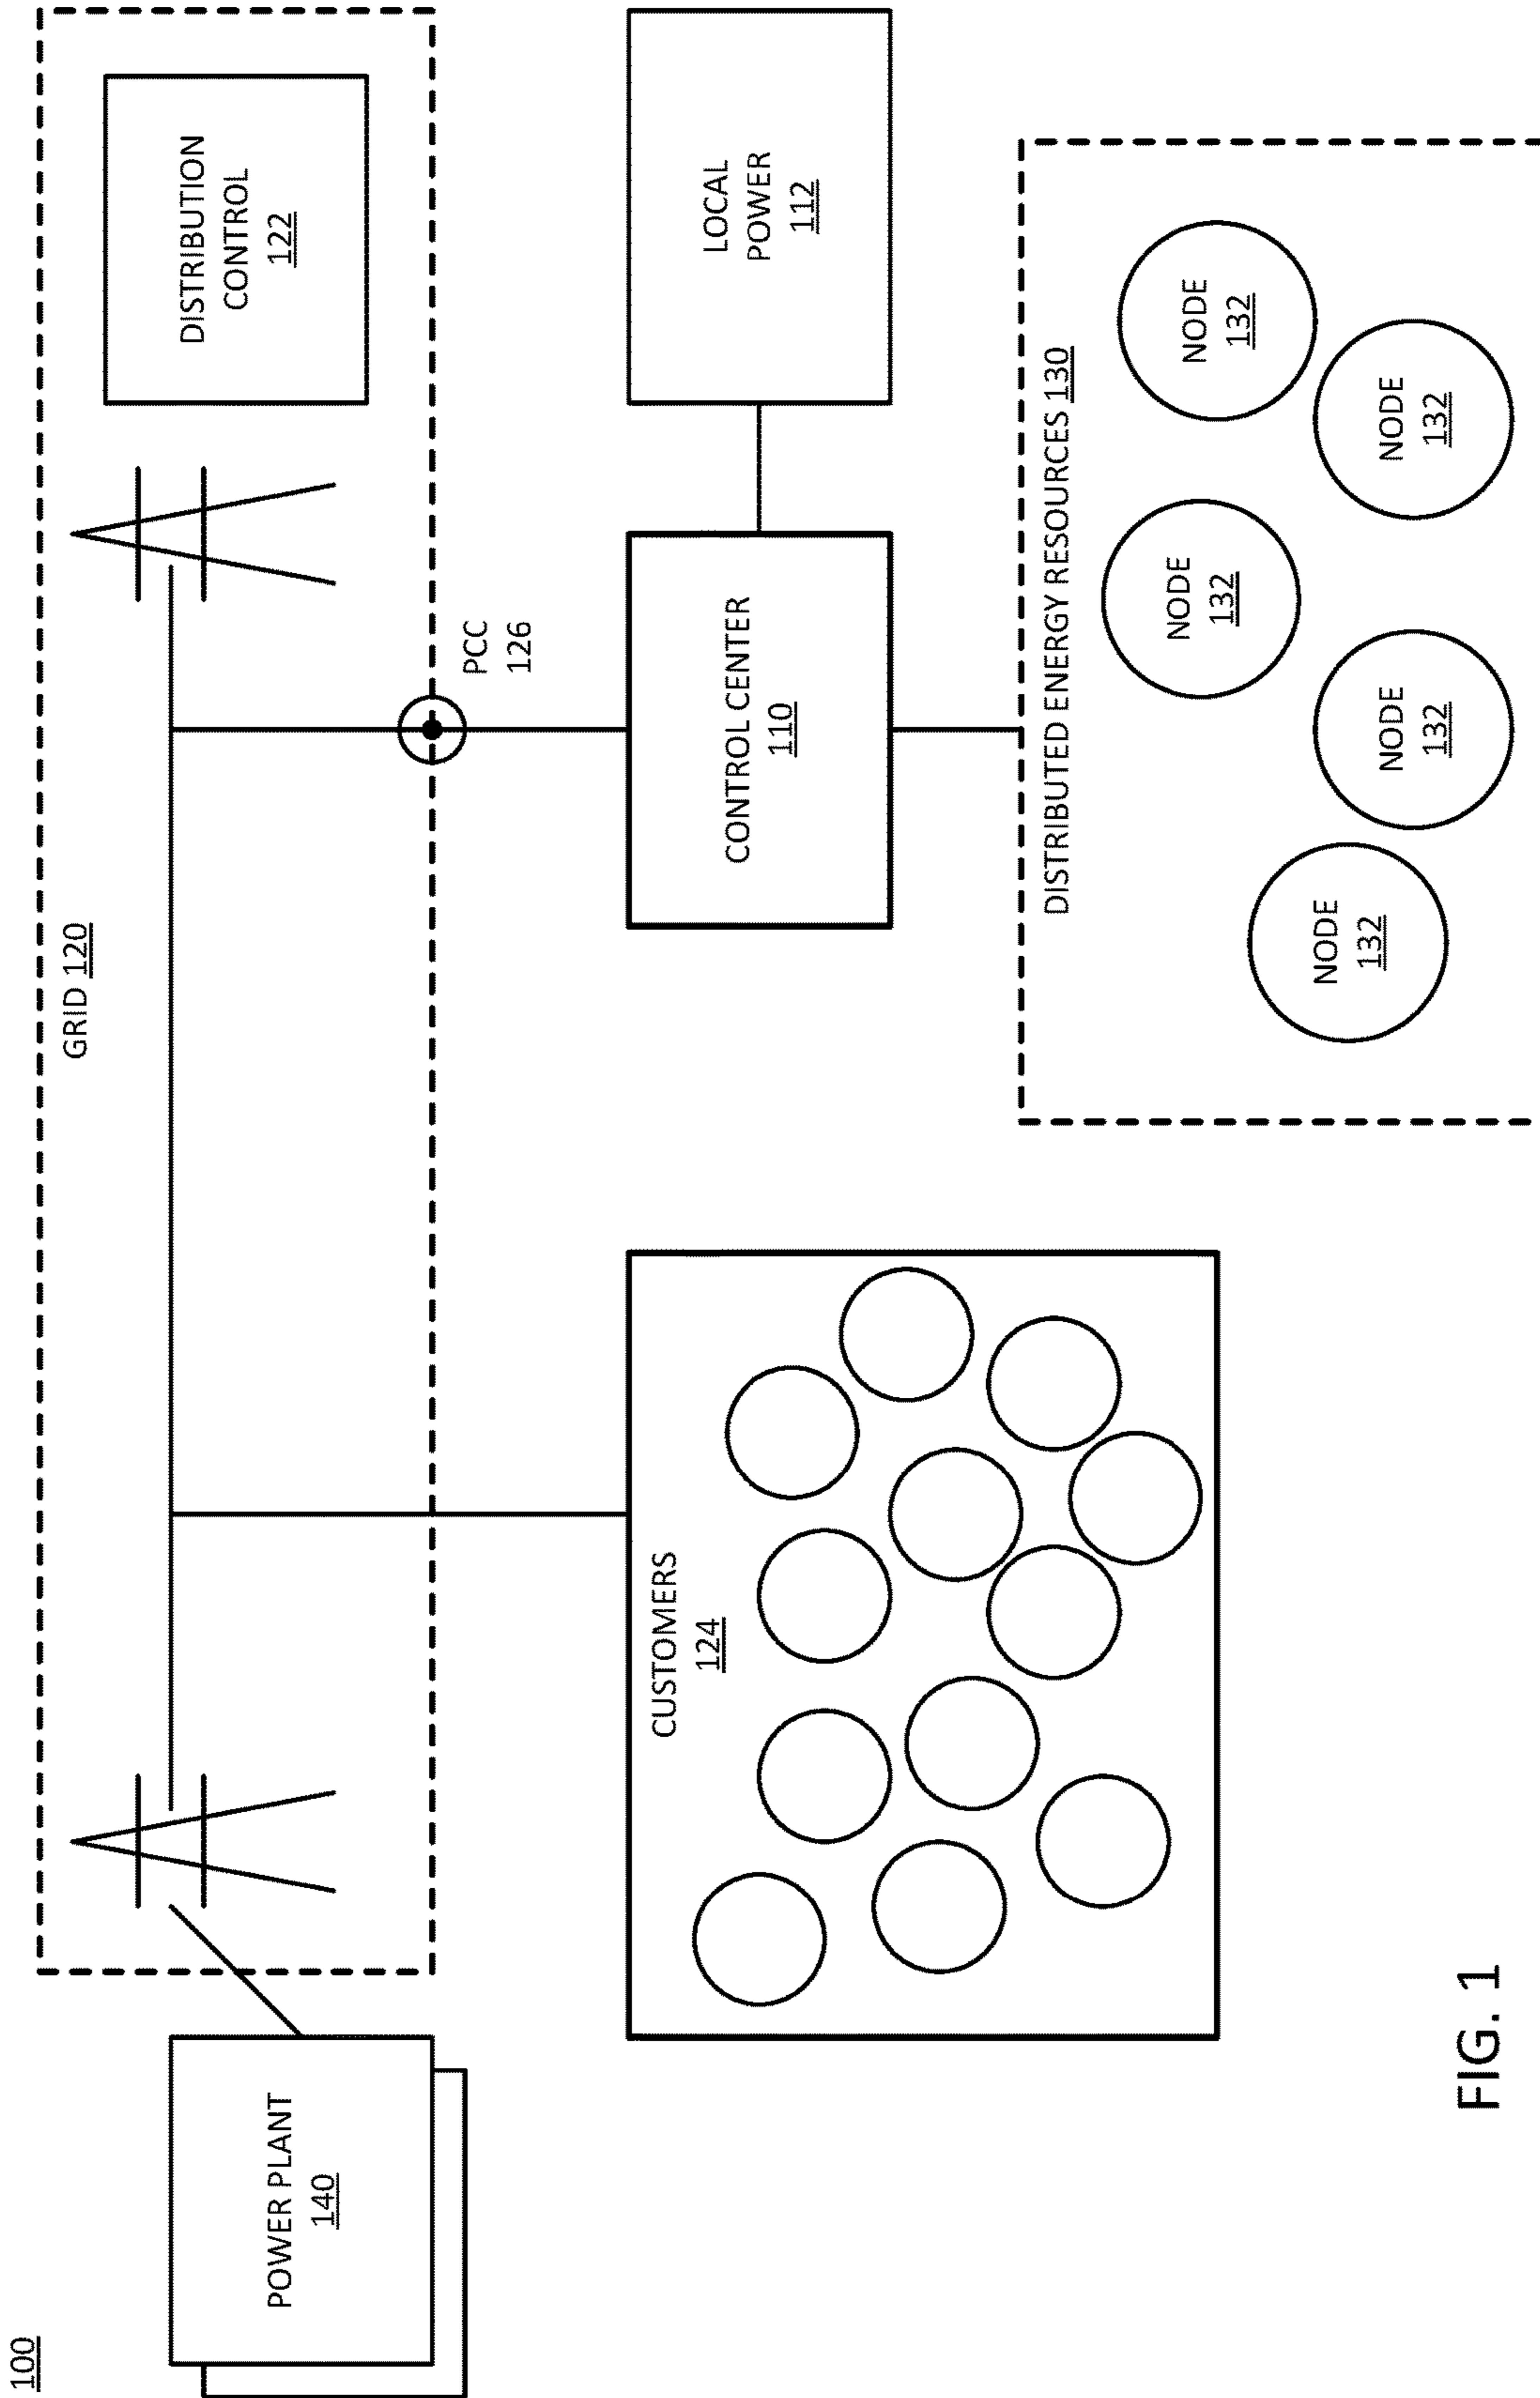 100
POWER PLANT
140
GRID 120
DISTRIBUTION
CONTROL
122
PCC
126
CUSTOMERS
124
CONTROL CENTER
110
LOCAL
POWER
112
DISTRIBUTED ENERGY RESOURCES 130
NODE
132
NODE
132
NODE
132
NODE
132
NODE
132
FIG. 1